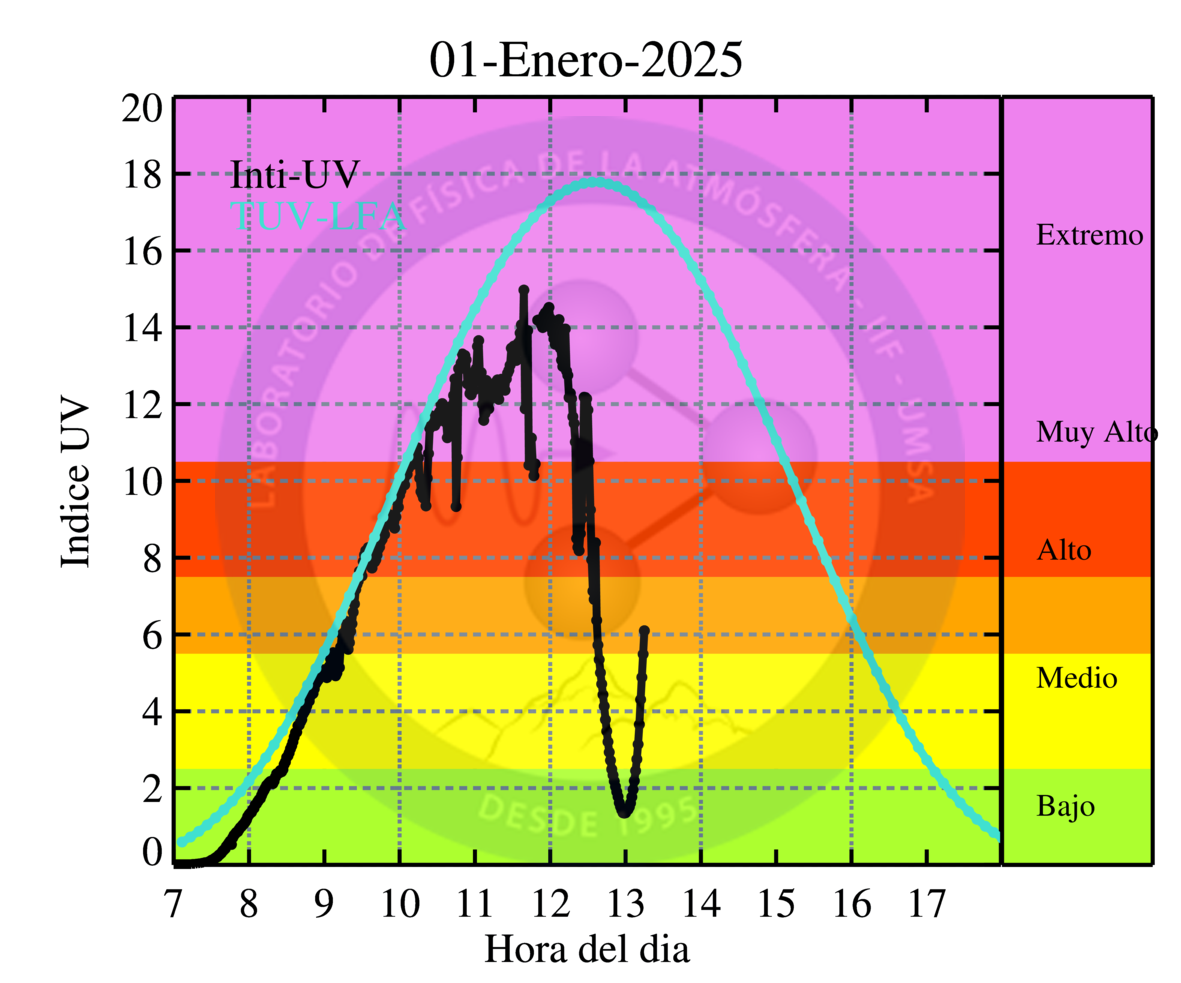 01-Enero-2025
20
18
16
14
12
10
8
6
4
2
0
Indice UV
Inti-UV
TUV-LFA
LABORATORIO DE FÍSICA DE LA ATMÓSFERA - IIF - UMSA
DESDE 1995
Extremo
Muy Alto
Alto
Medio
Bajo
7 8 9 10 11 12 13 14 15 16 17
Hora del dia